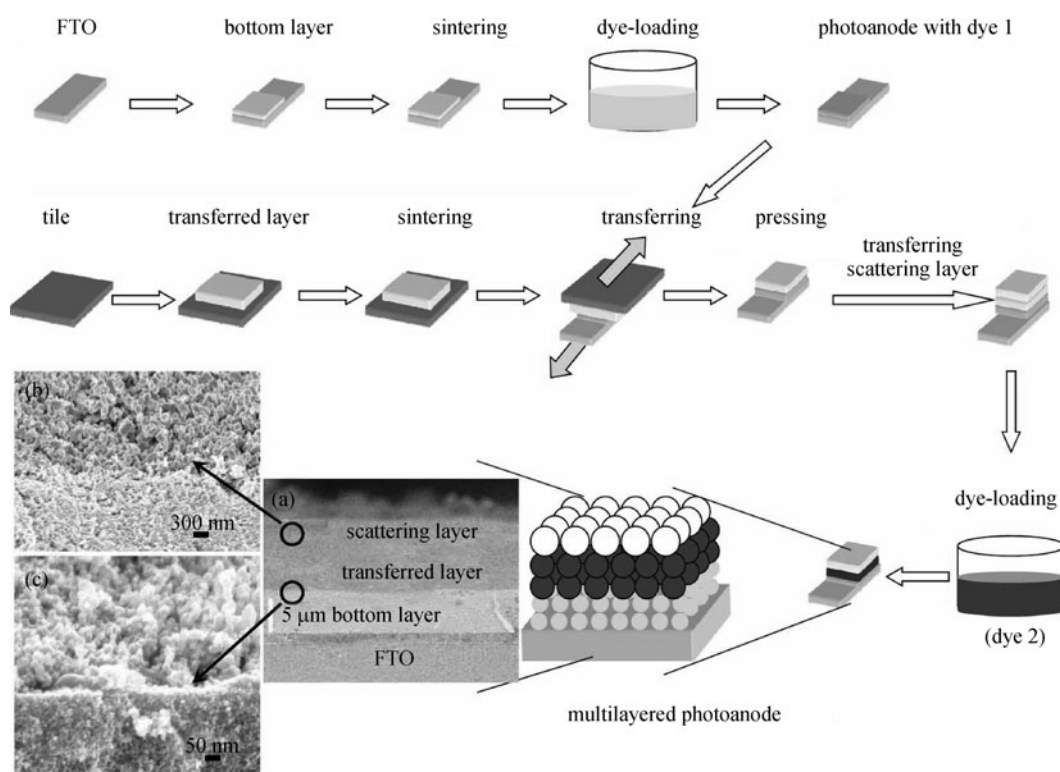 FTO
bottom layer
sintering
dye-loading
photoanode with dye 1
tile
transferred layer
sintering
transferring
pressing
transferring
scattering layer
(b)
300 nm
(a)
scattering layer
transferred layer
5 μm bottom layer
FTO
(c)
50 nm
dye-loading
(dye 2)
multilayered photoanode